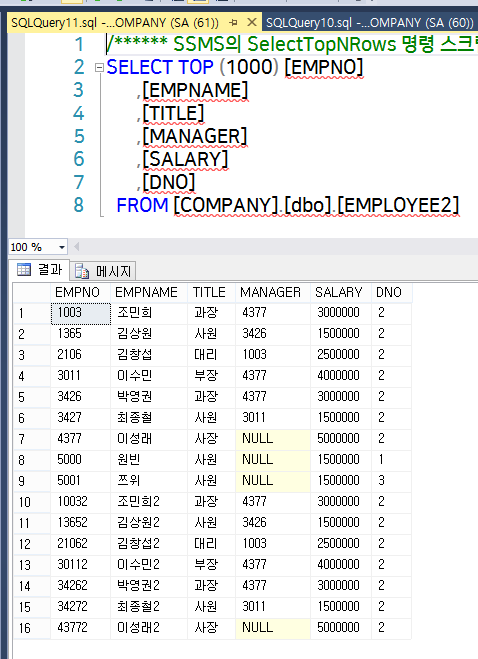 SQLQuery11.sql -...OMPANY (SA (61)) SQLQuery10.sql -...OMPANY (SA (60))
1 /****** SSMS의 SelectTopNRows 명령
2 SELECT TOP (1000) [EMPNO]
3 ,[EMPNAME]
4 ,[TITLE]
5 ,[MANAGER]
6 ,[SALARY]
7 ,[DNO]
8 FROM [COMPANY].[dbo].[EMPLOYEE2]
100 %
결과 메시지
EMPNO EMPNAME TITLE MANAGER SALARY DNO
1 1003 조민희 과장 4377 3000000 2
2 1365 김상원 사원 3426 1500000 2
3 2106 김창섭 대리 1003 2500000 2
4 3011 이수민 부장 4377 4000000 2
5 3426 박영권 과장 4377 3000000 2
6 3427 최종철 사원 3011 1500000 2
7 4377 이성래 사장 NULL 5000000 2
8 5000 원빈 사원 NULL 1500000 1
9 5001 쯔위 사원 NULL 1500000 3
10 10032 조민희2 과장 4377 3000000 2
11 13652 김상원2 사원 3426 1500000 2
12 21062 김창섭2 대리 1003 2500000 2
13 30112 이수민2 부장 4377 4000000 2
14 34262 박영권2 과장 4377 3000000 2
15 34272 최종철2 사원 3011 1500000 2
16 43772 이성래2 사장 NULL 5000000 2